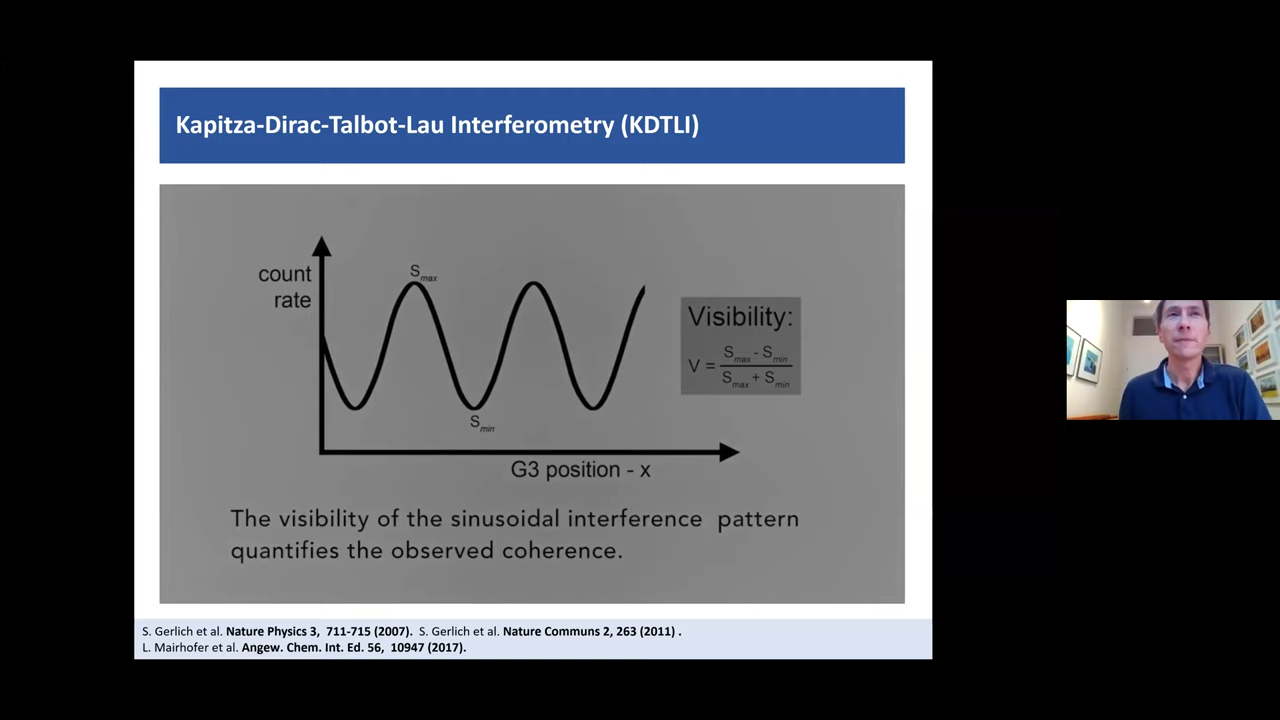 Kapitza-Dirac-Talbot-Lau Interferometry (KDTLI)
count
rate
Smax
Smin
G3 position - x
Visibility:
V = Smax - Smin
Smax + Smin
The visibility of the sinusoidal interference pattern
quantifies the observed coherence.
S. Gerlich et al. Nature Physics 3, 711-715 (2007). S. Gerlich et al. Nature Communs 2, 263 (2011) .
L. Mairhofer et al. Angew. Chem. Int. Ed. 56, 10947 (2017).